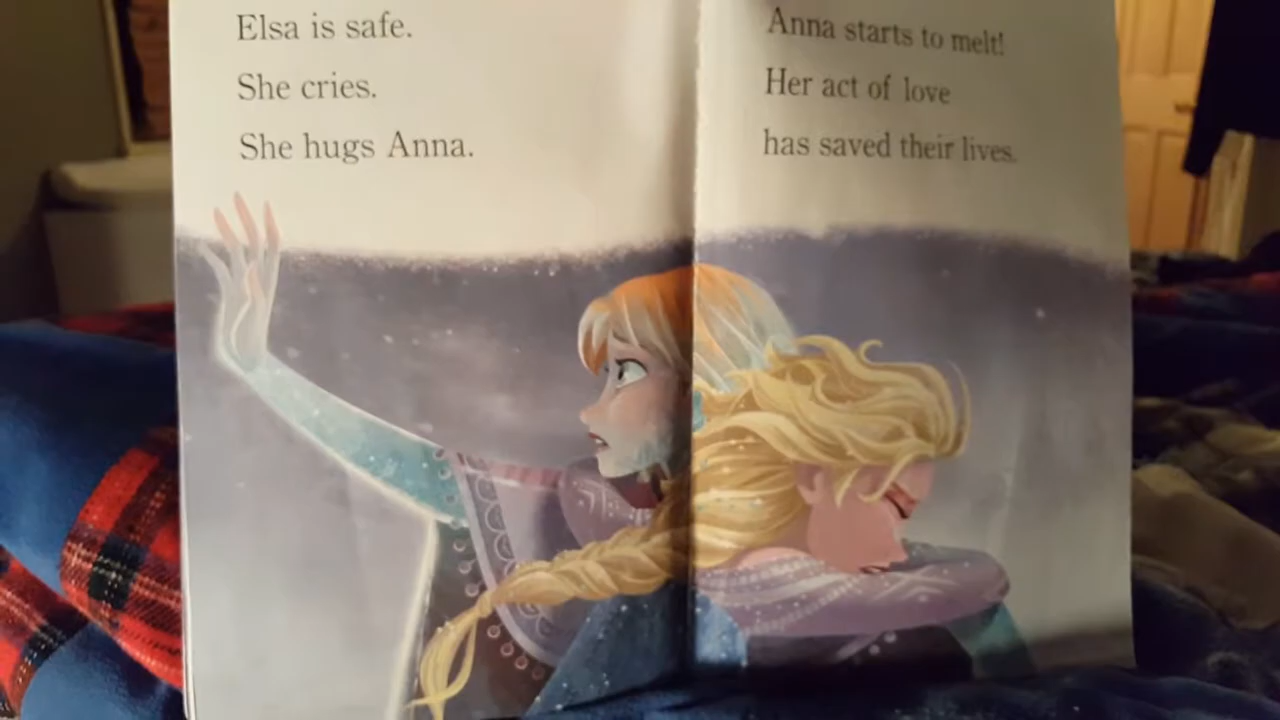 Elsa is safe.
She cries.
She hugs Anna.
Anna starts to melt!
Her act of love
has saved their lives.